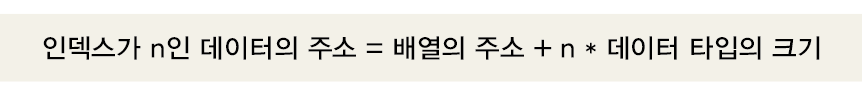 인덱스가 n인 데이터의 주소 = 배열의 주소 + n * 데이터 타입의 크기